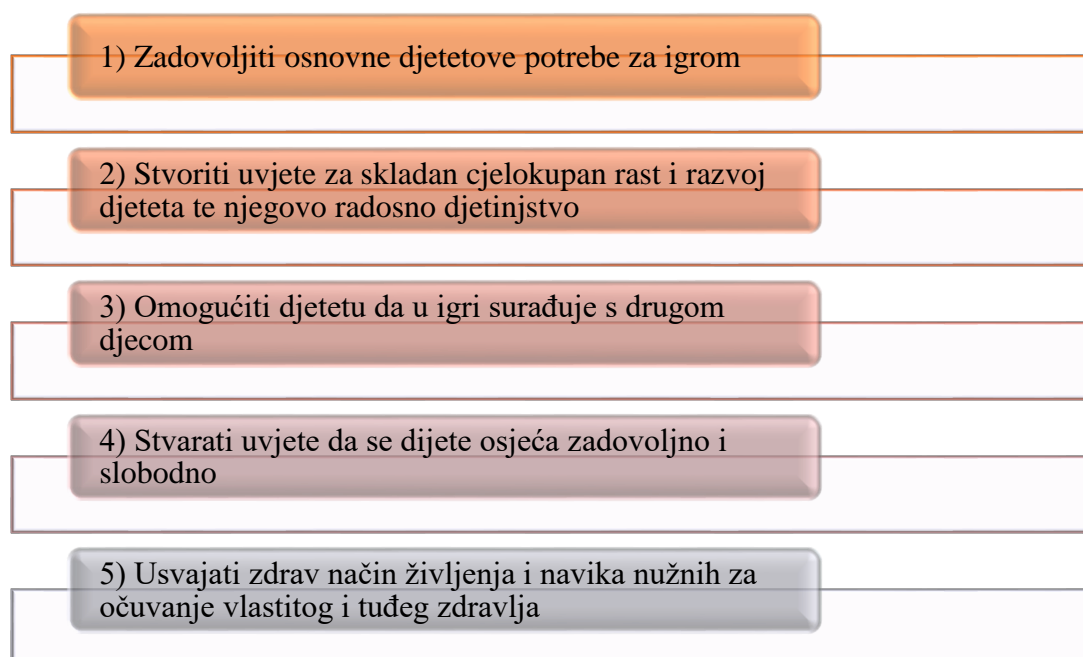 1) Zadovoljiti osnovne djetetove potrebe za igrom
2) Stvoriti uvjete za skladan cjelokupan rast i razvoj
djeteta te njegovo radosno djetinjstvo
3) Omogućiti djetetu da u igri surađuje s drugom
djecom
4) Stvarati uvjete da se dijete osjeća zadovoljno i
slobodno
5) Usvajati zdrav način življenja i navika nužnih za
očuvanje vlastitog i tuđeg zdravlja